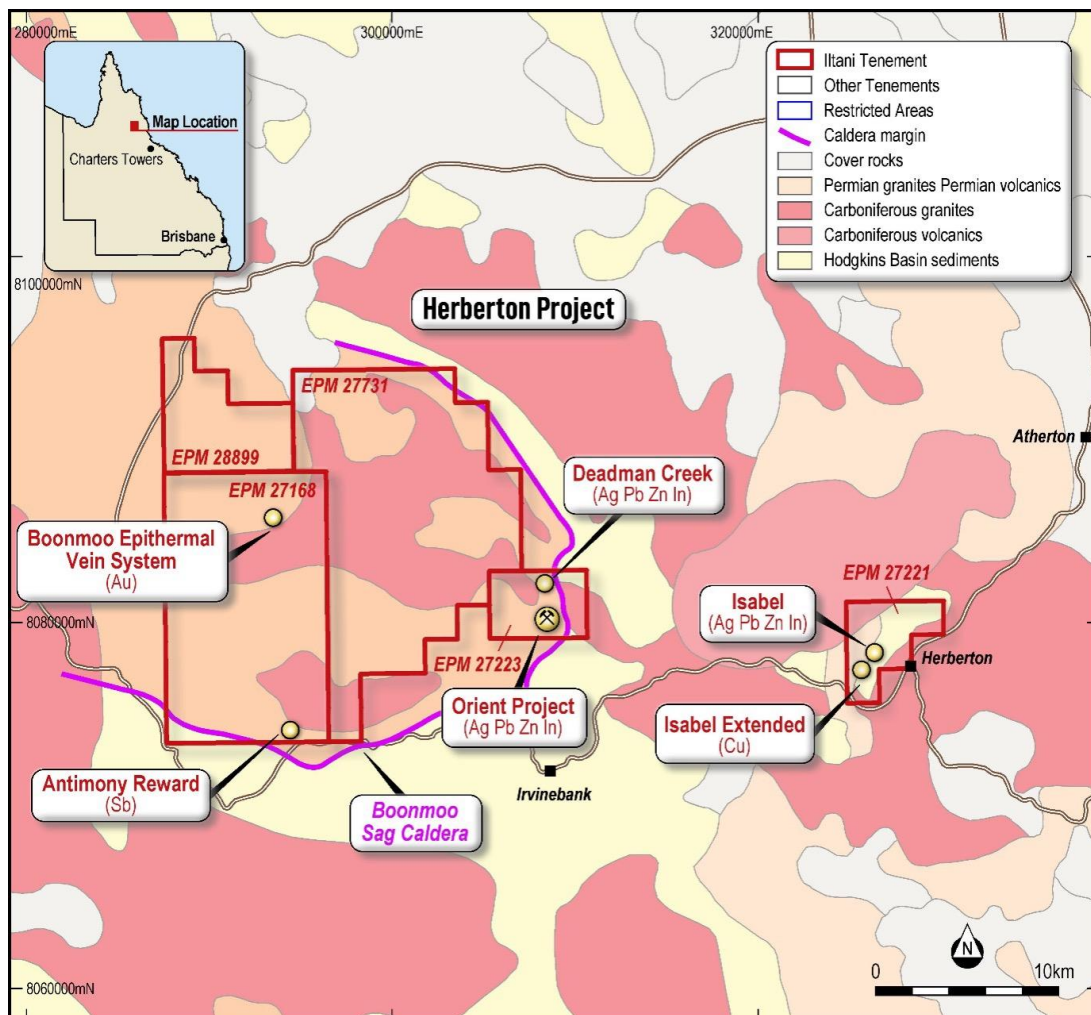 280000mE
300000mE
320000mE
Map Location
Charters Towers
Brisbane
Iltani Tenement
Other Tenements
Restricted Areas
Caldera margin
Cover rocks
Permian granites Permian volcanics
Carboniferous granites
Carboniferous volcanics
Hodgkins Basin sediments
8100000mN
Herberton Project
EPM 27731
Atherton
EPM 28899
EPM 27168
Deadman Creek
(Ag Pb Zn In)
Boonmoo Epithermal
Vein System
(Au)
EPM 27221
Isabel
(Ag Pb Zn In)
8080000mN
EPM 27223
Herberton
Orient Project
(Ag Pb Zn In)
Isabel Extended
(Cu)
Antimony Reward
(Sb)
Boonmoo
Sag Caldera
Irvinebank
N
0
10km
8060000mN